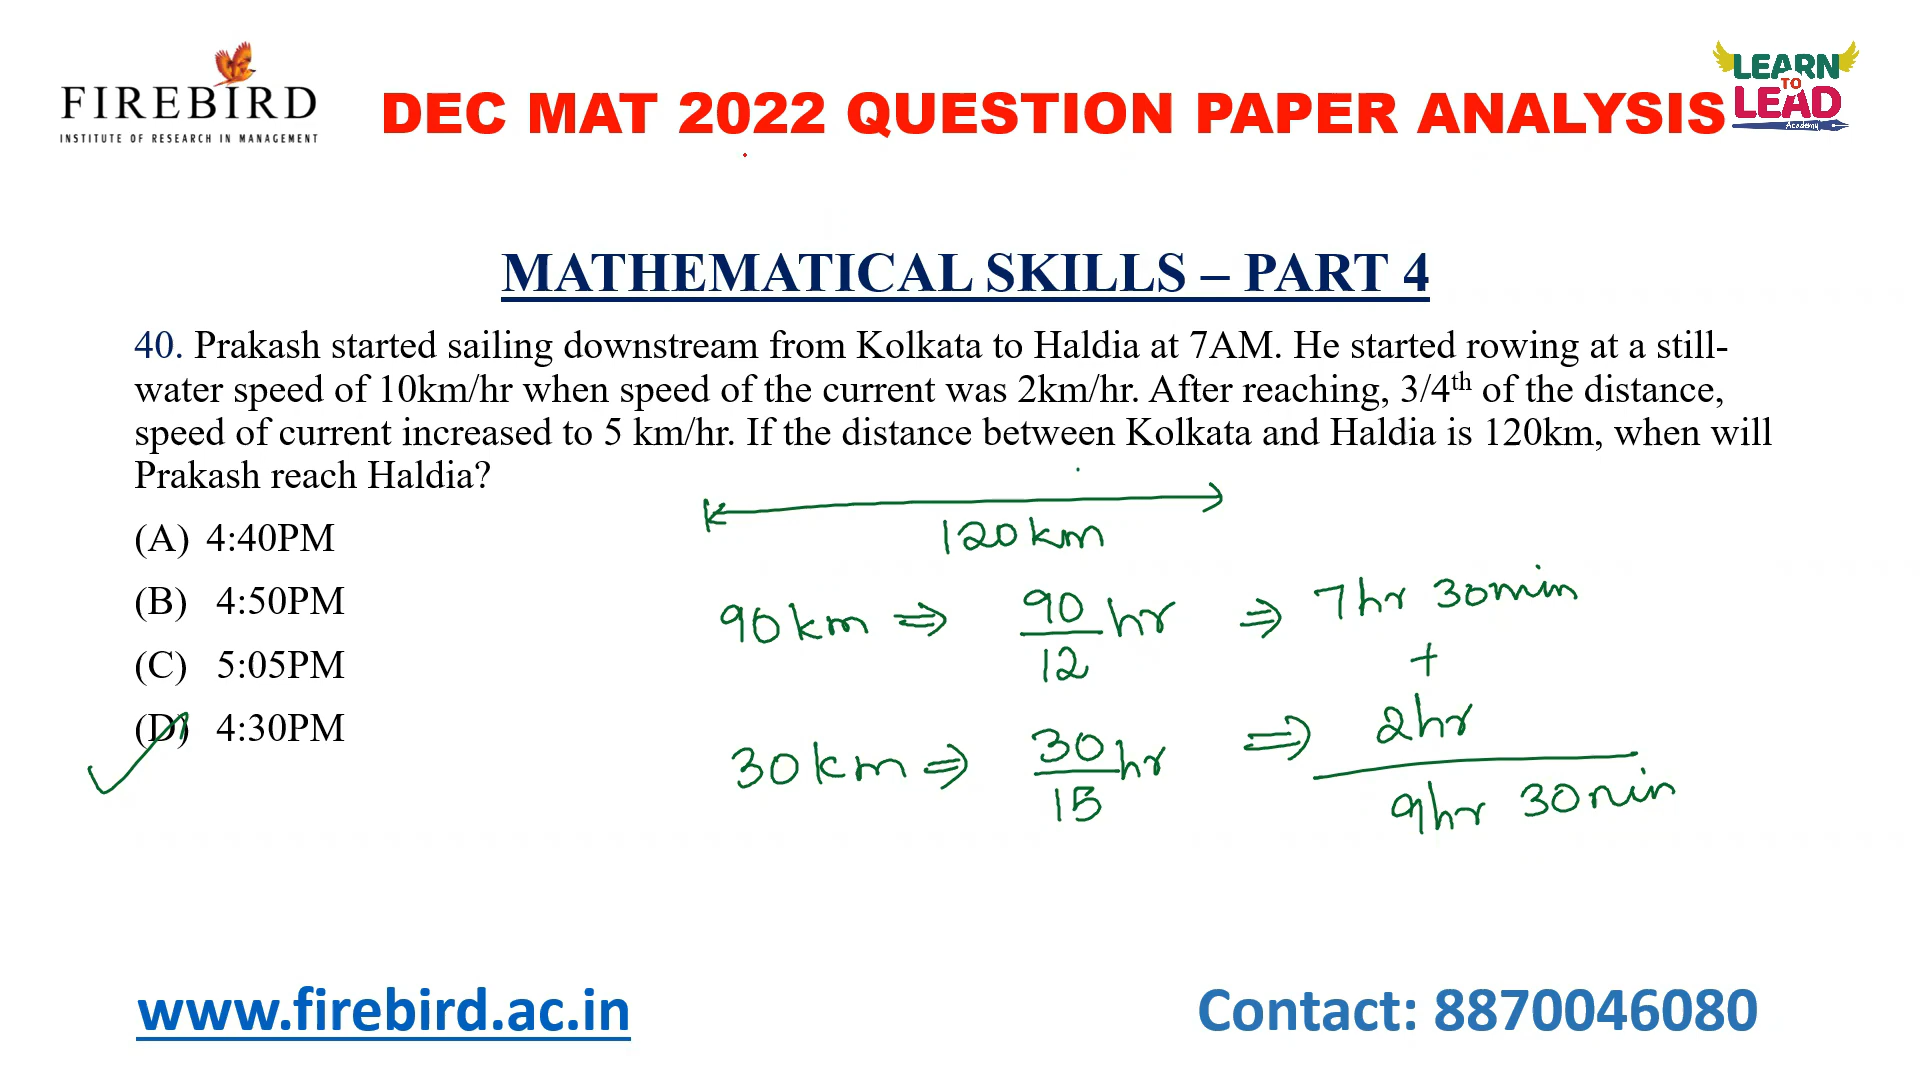 FIREBIRD
INSTITUTE OF RESEARCH IN MANAGEMENT
DEC MAT 2022 QUESTION PAPER ANALYSIS
LEARN
TO
LEAD
Academy
MATHEMATICAL SKILLS – PART 4
40. Prakash started sailing downstream from Kolkata to Haldia at 7AM. He started rowing at a still-
water speed of 10km/hr when speed of the current was 2km/hr. After reaching, 3/4th of the distance,
speed of current increased to 5 km/hr. If the distance between Kolkata and Haldia is 120km, when will
Prakash reach Haldia?
(A) 4:40PM
(B) 4:50PM
(C) 5:05PM
(D) 4:30PM
120km
90km ⇒ 90/12 hr ⇒ 7hr 30min
+
30km ⇒ 30/15 hr ⇒ 2hr
9hr 30min
www.firebird.ac.in
Contact: 8870046080